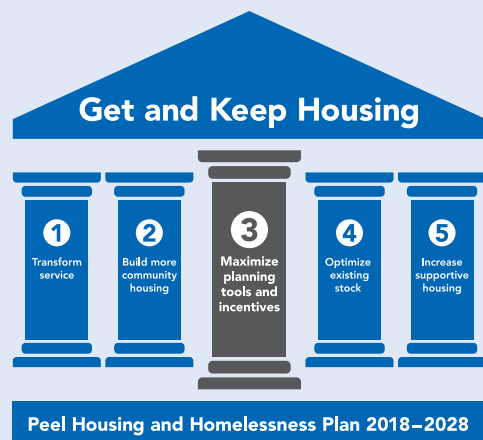 Get and Keep Housing
1
Transform
service
2
Build more
community
housing
3
Maximize
planning
tools and
incentives
4
Optimize
existing
stock
5
Increase
supportive
housing
Peel Housing and Homelessness Plan 2018–2028